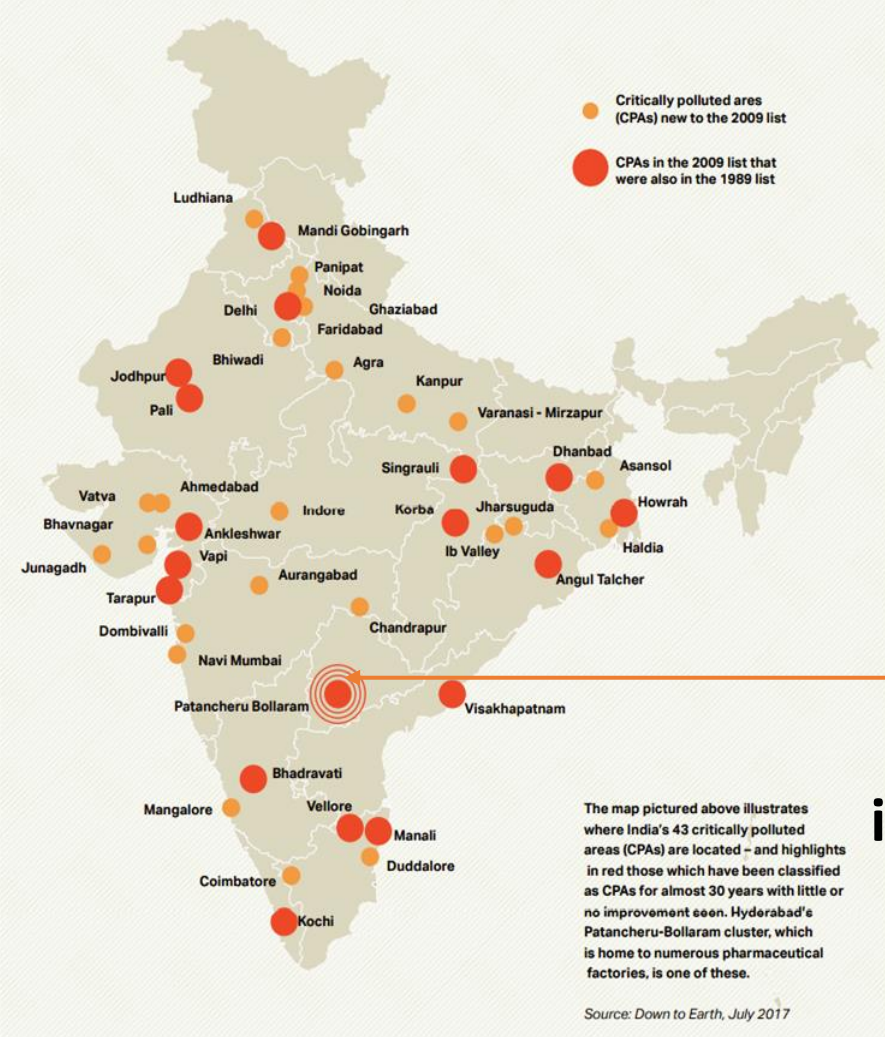 Critically polluted ares
(CPAs) new to the 2009 list
CPAs in the 2009 list that
were also in the 1989 list
Ludhiana
Mandi Gobingarh
Panipat
Noida
Delhi
Ghaziabad
Faridabad
Bhiwadi
Agra
Jodhpur
Kanpur
Pali
Varanasi - Mirzapur
Dhanbad
Singrauli
Asansol
Ahmedabad
Vatva
Howrah
Jharsuguda
Indore
Korba
Bhavnagar
Ankleshwar
Haldia
Ib Valley
Vapi
Junagadh
Aurangabad
Angul Talcher
Tarapur
Chandrapur
Dombivalli
Navi Mumbai
Patancheru Bollaram
Visakhapatnam
Bhadravati
Vellore
Mangalore
Manali
Duddalore
Coimbatore
Kochi
The map pictured above illustrates
where India's 43 critically polluted
areas (CPAs) are located – and highlights
in red those which have been classified
as CPAs for almost 30 years with little or
no improvement seen. Hyderabad's
Patancheru-Bollaram cluster, which
is home to numerous pharmaceutical
factories, is one of these.
Source: Down to Earth, July 2017
i